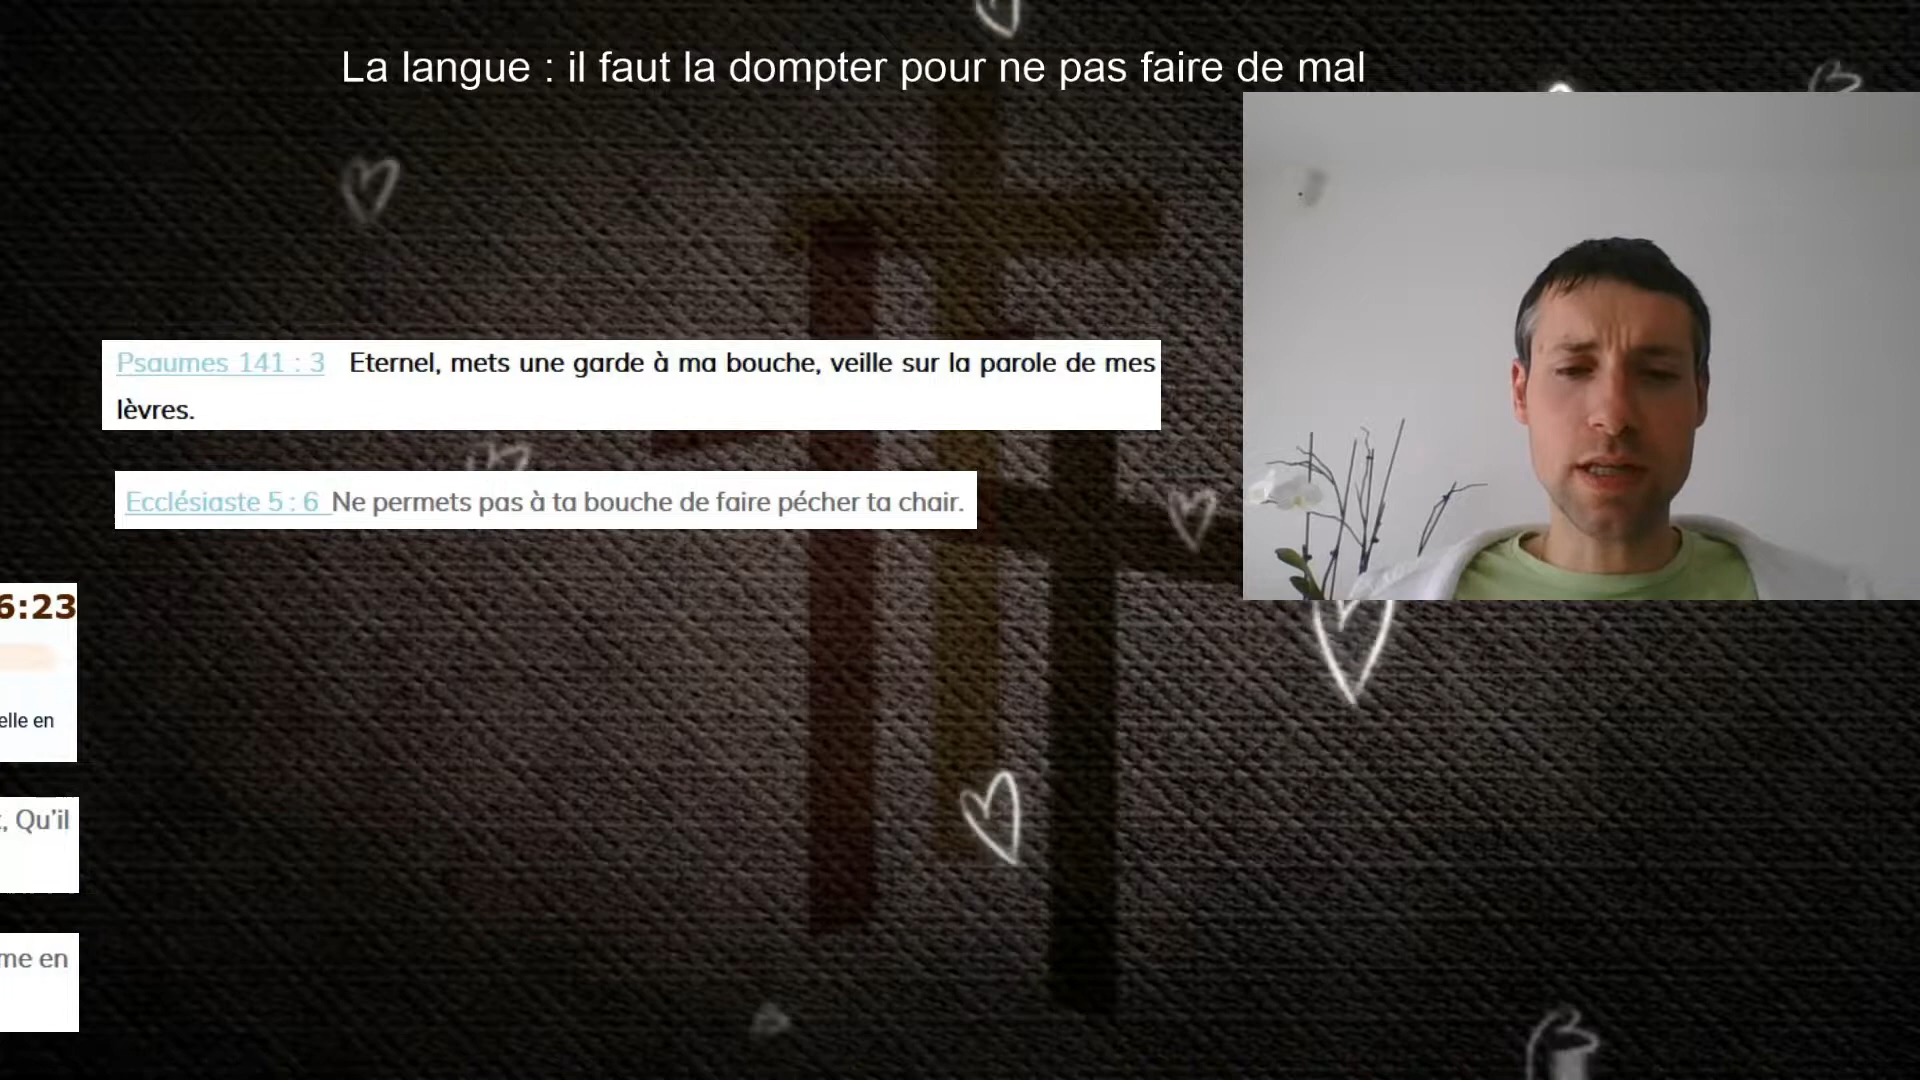 La langue : il faut la dompter pour ne pas faire de mal
Psaumes 141 : 3 Eternel, mets une garde à ma bouche, veille sur la parole de mes
lèvres.
Ecclésiaste 5 : 6 Ne permets pas à ta bouche de faire pécher ta chair.
6:23
elle en
, Qu'il
me en